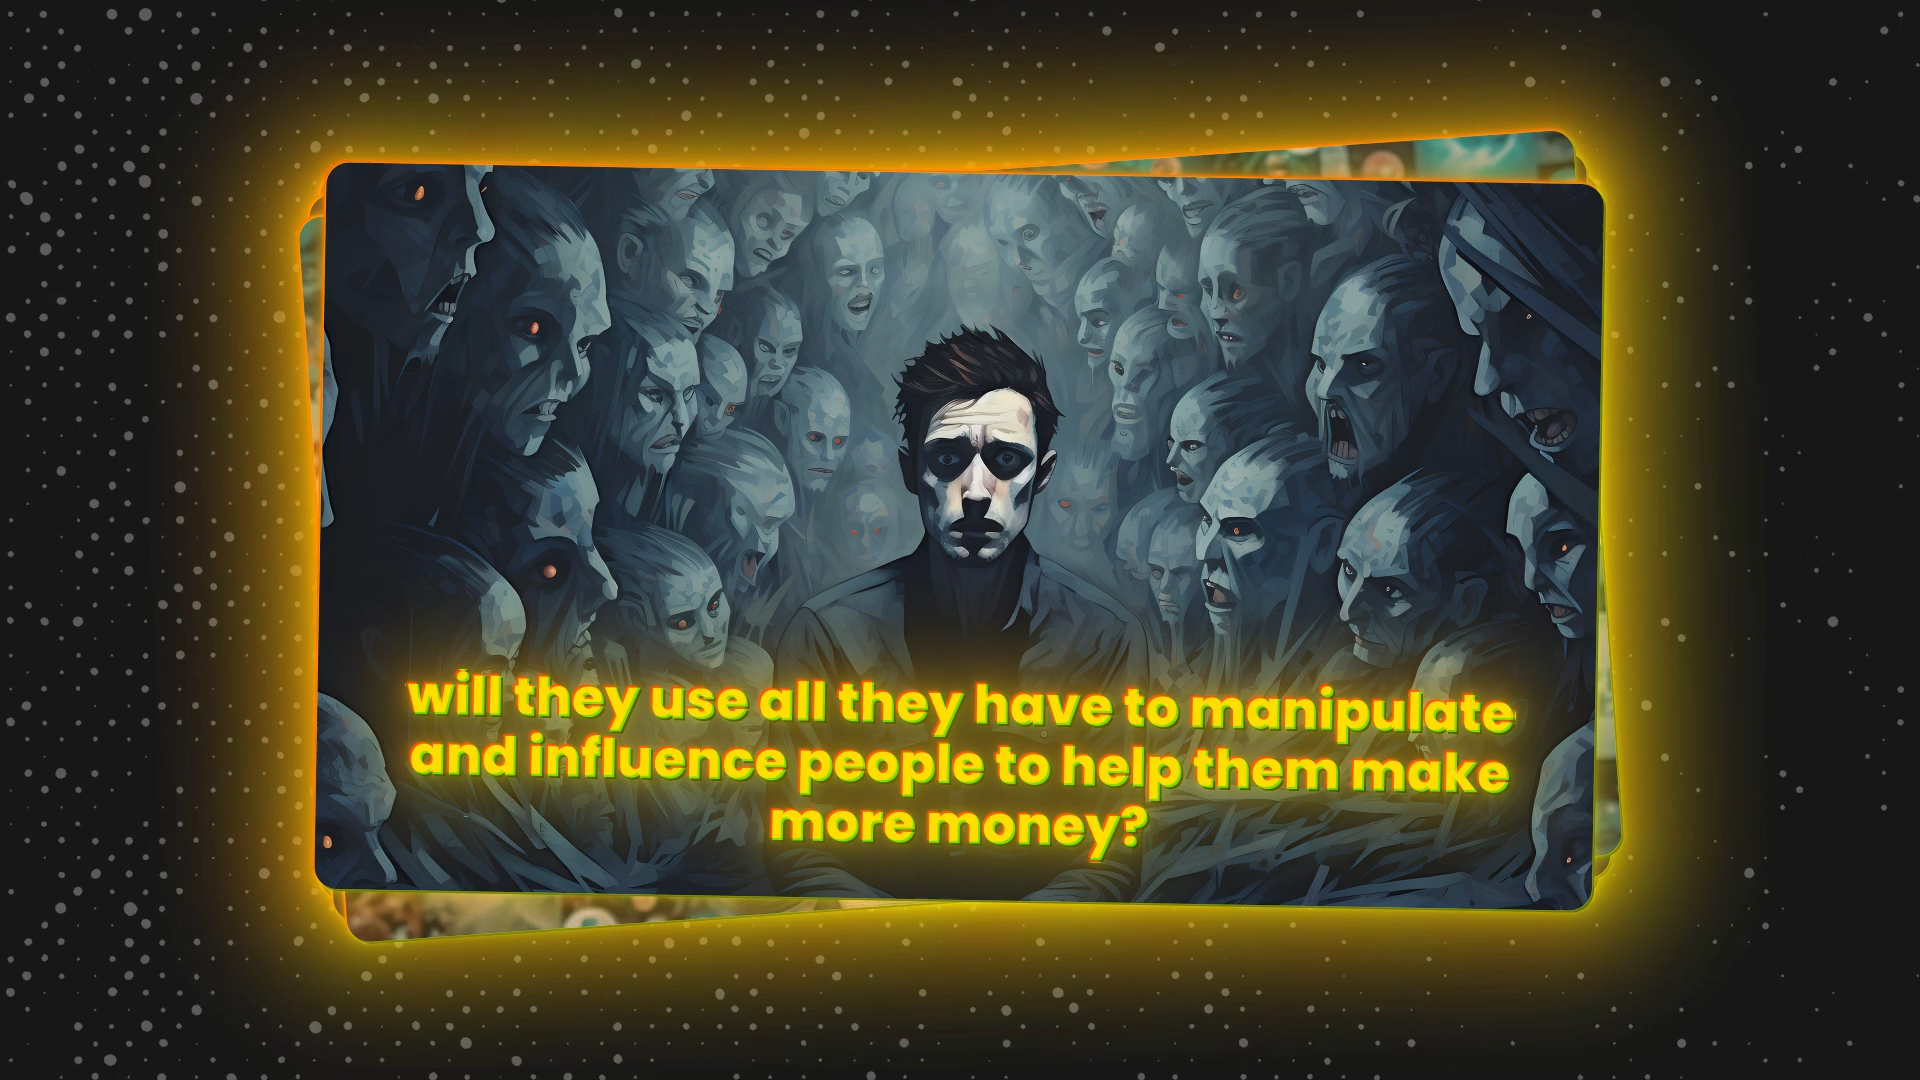 will they use all they have to manipulate
and influence people to help them make
more money?